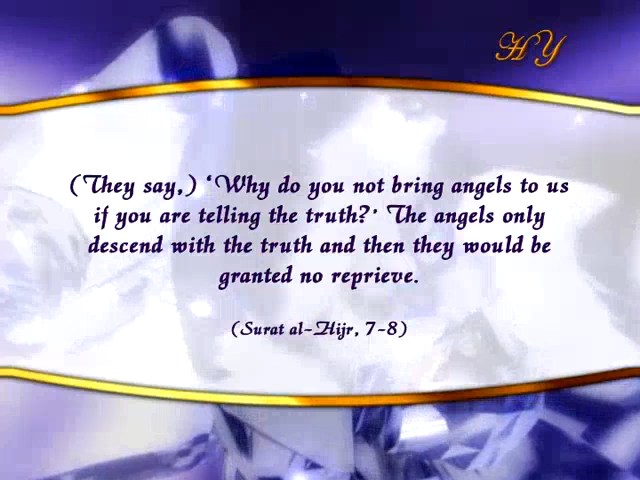 HY
(They say,) 'Why do you not bring angels to us
if you are telling the truth?' The angels only
descend with the truth and then they would be
granted no reprieve.
(Surat al-Hijr, 7-8)